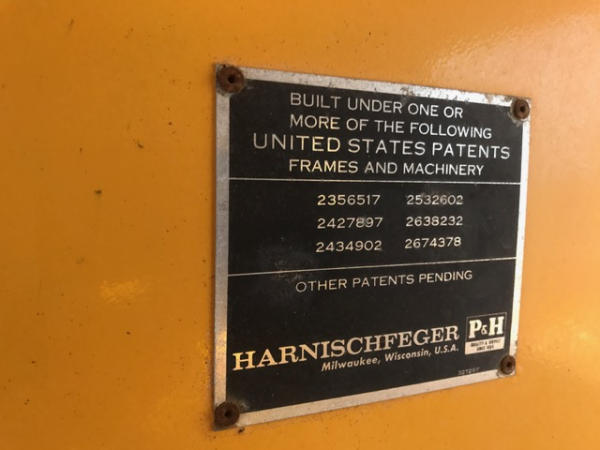 BUILT UNDER ONE OR
MORE OF THE FOLLOWING
UNITED STATES PATENTS
FRAMES AND MACHINERY
2356517 2532602
2427897 2638232
2434902 2674378
OTHER PATENTS PENDING
HARNISCHFEGER P&H
Milwaukee, Wisconsin, U.S.A.